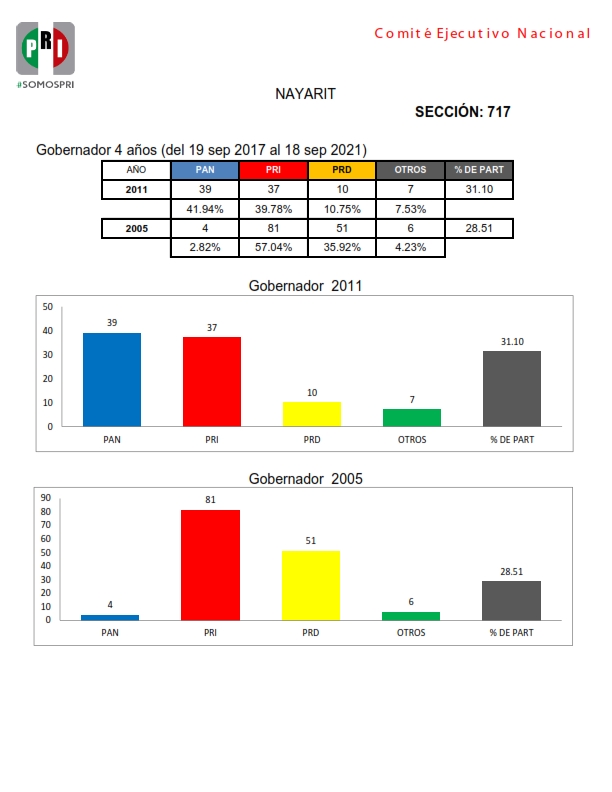 Comité Ejecutivo Nacional
PRI
#SOMOSPRI
NAYARIT
SECCIÓN: 717
Gobernador 4 años (del 19 sep 2017 al 18 sep 2021)
AÑO PAN PRI PRD OTROS % DE PART
2011 39 37 10 7 31.10
41.94% 39.78% 10.75% 7.53%
2005 4 81 51 6 28.51
2.82% 57.04% 35.92% 4.23%
Gobernador 2011
50
40
30
20
10
0
39
37
10
7
31.10
PAN PRI PRD OTROS % DE PART
Gobernador 2005
90
80
70
60
50
40
30
20
10
0
4
81
51
6
28.51
PAN PRI PRD OTROS % DE PART